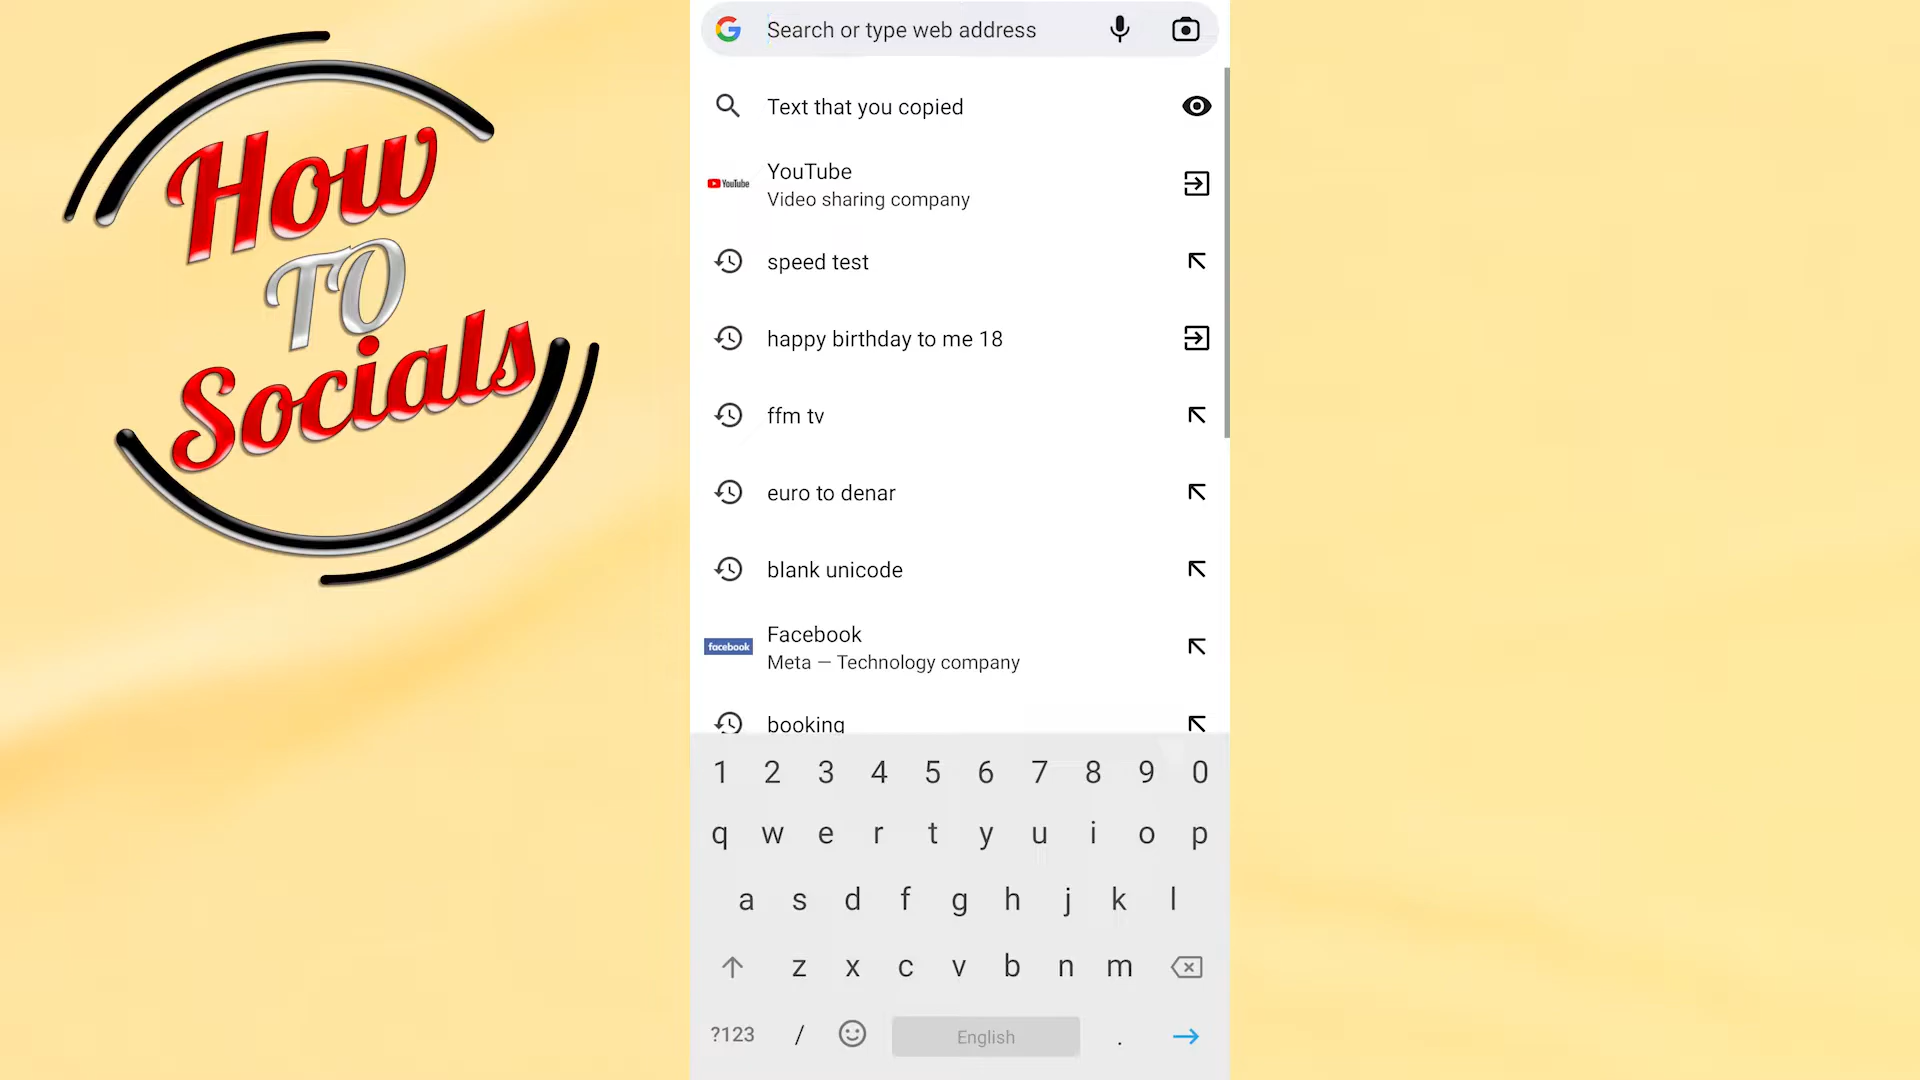 How
TO
Socials
Search or type web address
Text that you copied
YouTube
YouTube
Video sharing company
speed test
happy birthday to me 18
ffm tv
euro to denar
blank unicode
facebook
Facebook
Meta — Technology company
booking
1 2 3 4 5 6 7 8 9 0
q w e r t y u i o p
a s d f g h j k l
z x c v b n m
?123 / English .